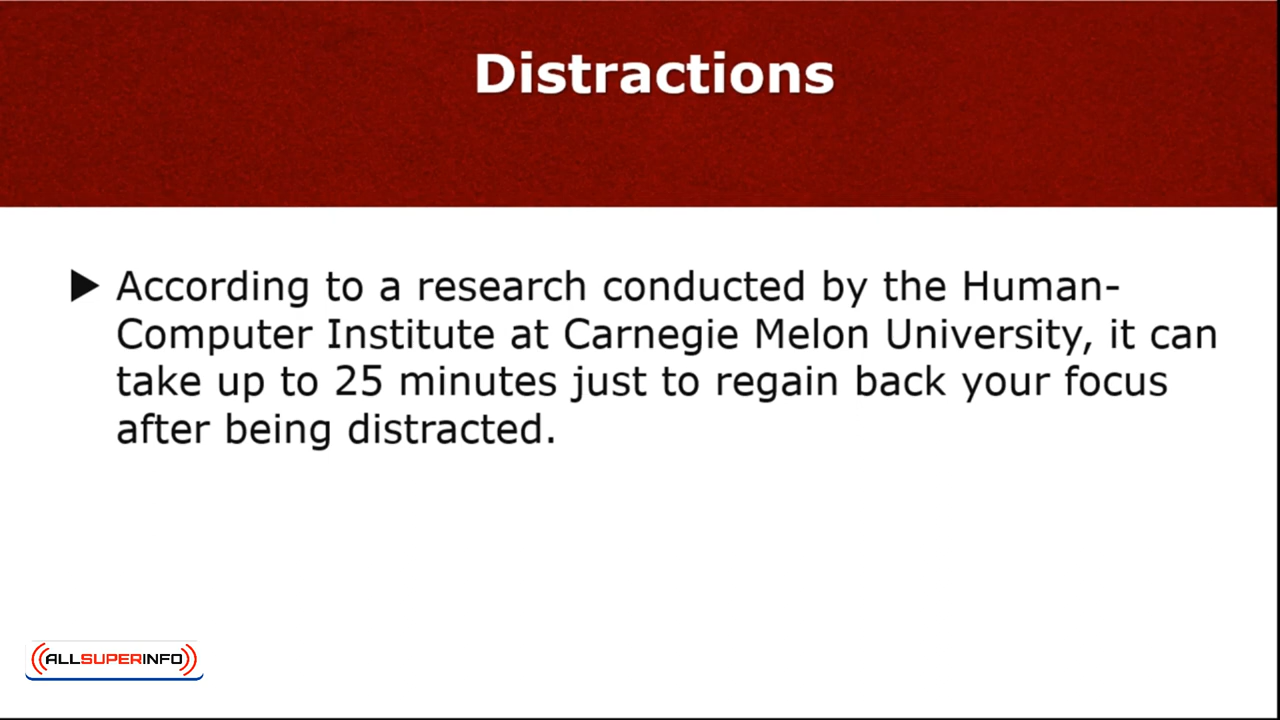 Distractions
According to a research conducted by the Human-
Computer Institute at Carnegie Melon University, it can
take up to 25 minutes just to regain back your focus
after being distracted.
ALLSUPERINFO